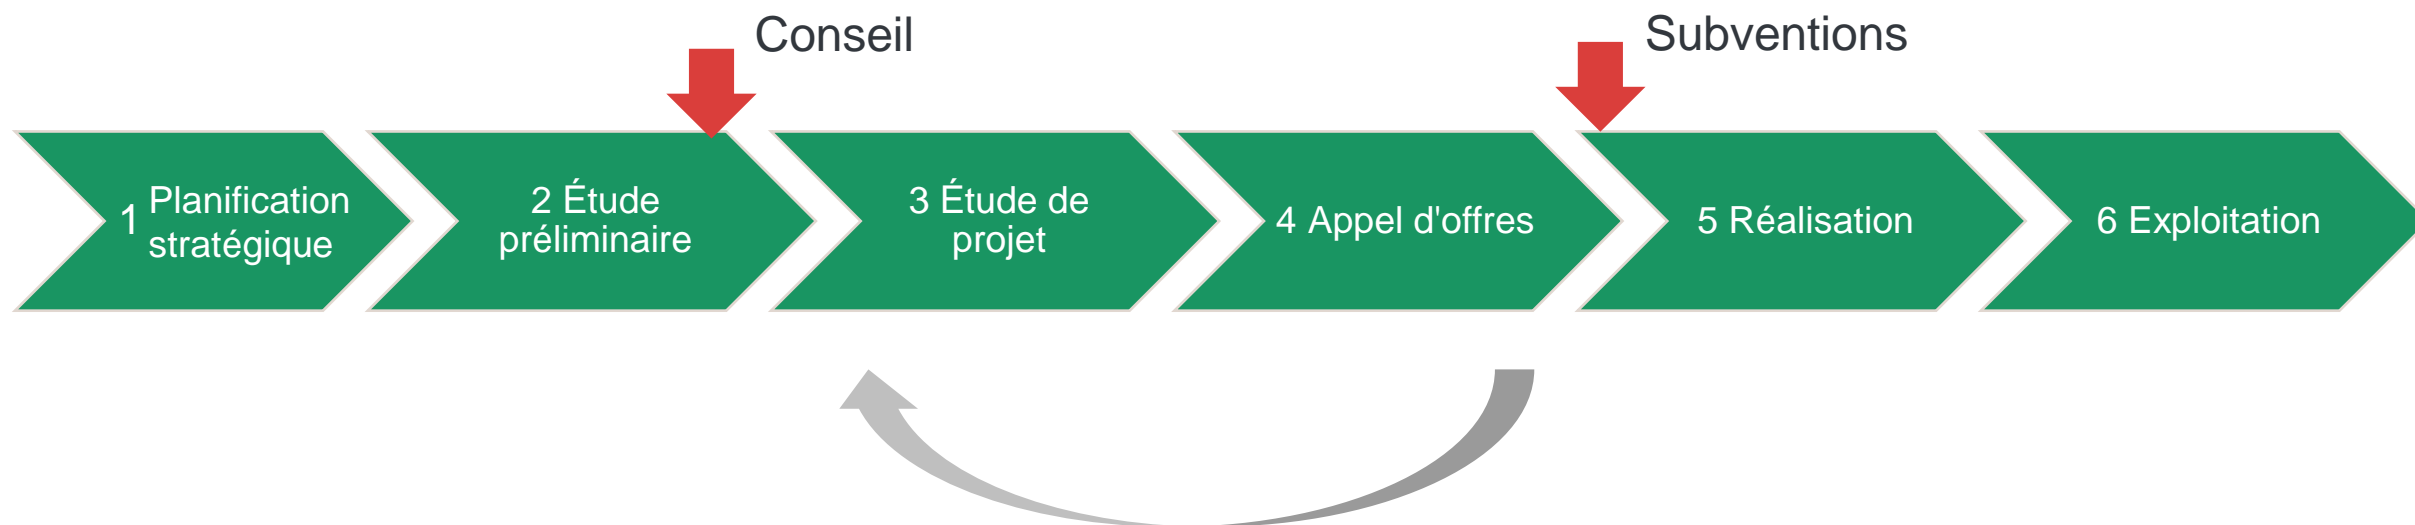 Conseil
Subventions
1 Planification
stratégique
2 Étude
préliminaire
3 Étude de
projet
4 Appel d'offres
5 Réalisation
6 Exploitation